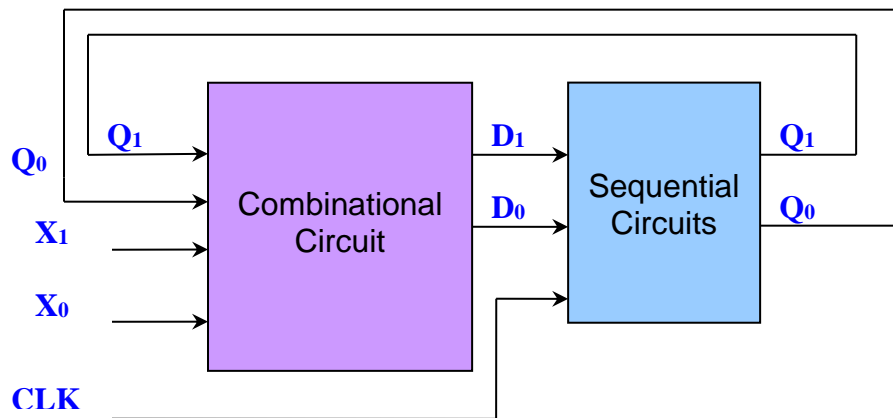 Q1 D1 Q1
Q0
Combinational Circuit
Sequential Circuits
D0 Q0
X1
X0
CLK